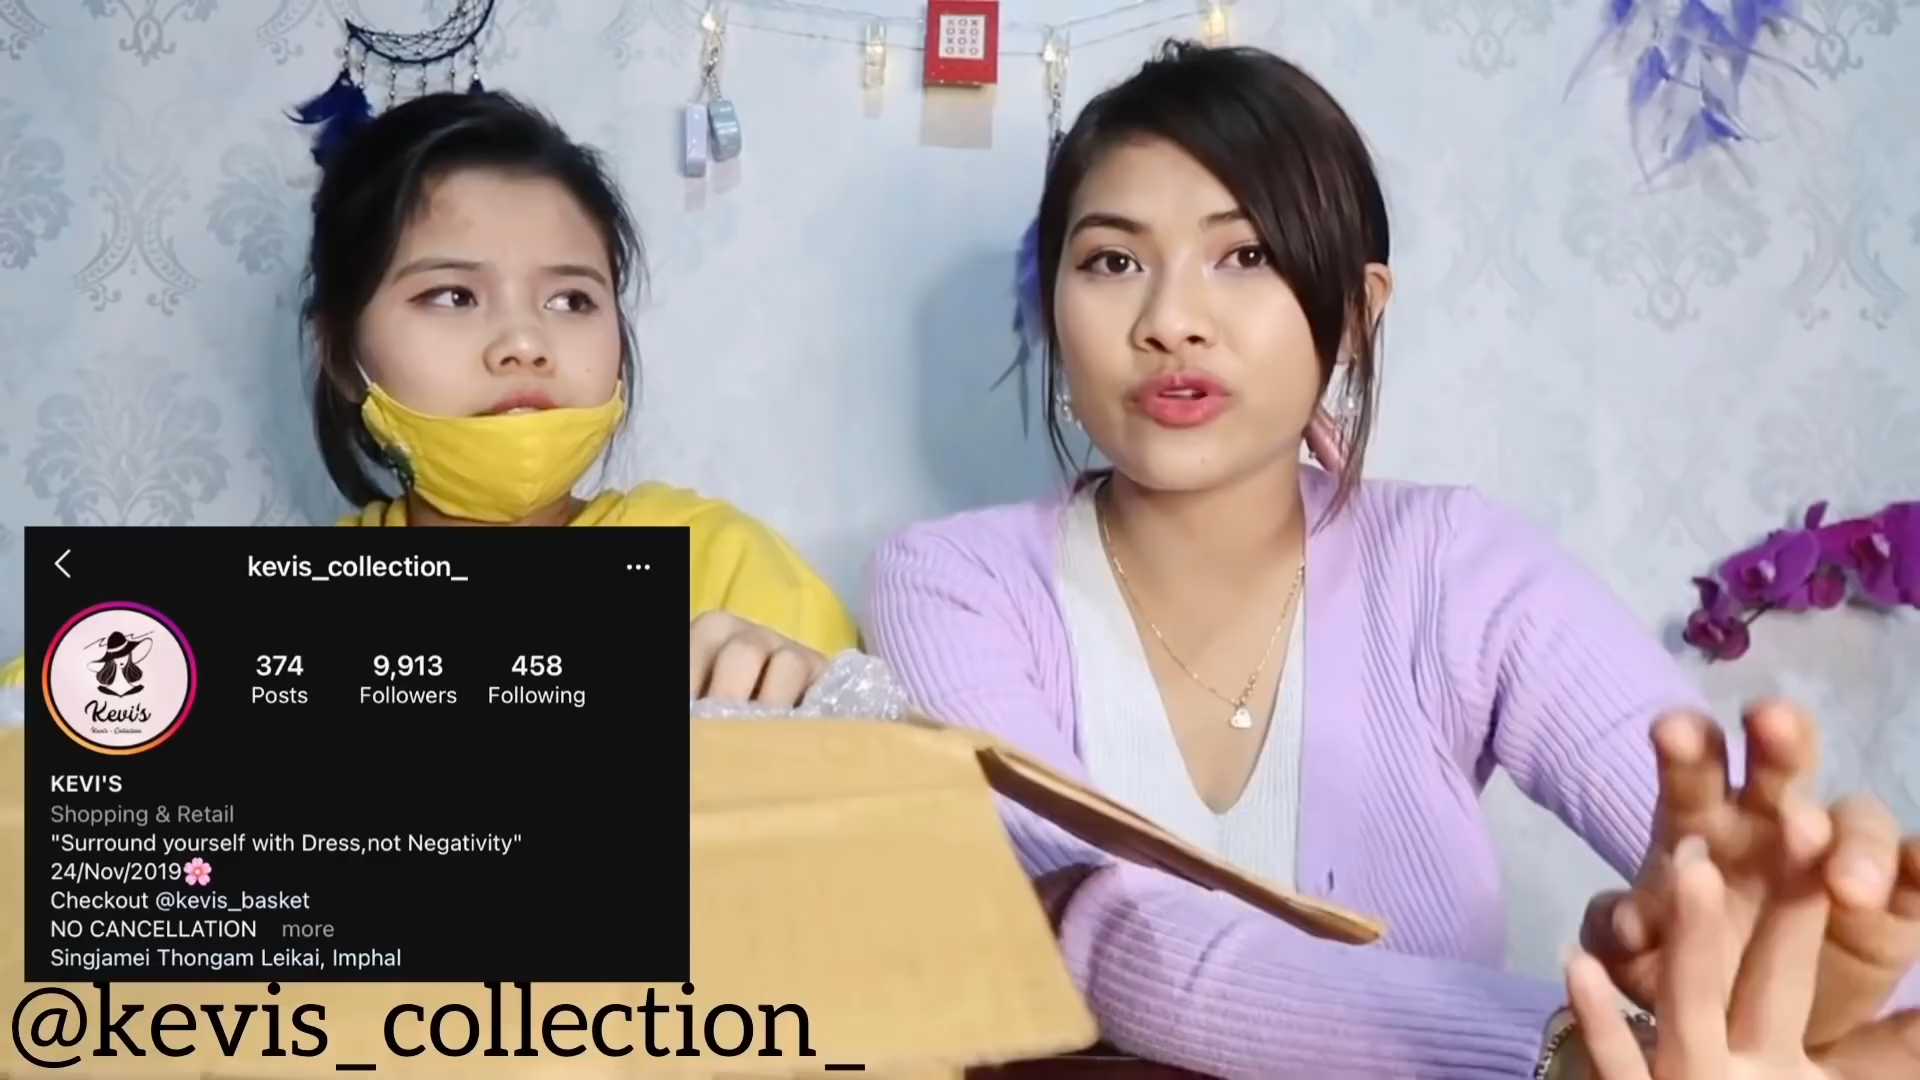 kevis_collection_
374 9,913 458
Posts Followers Following
Kevi's
KEVI'S
Shopping & Retail
"Surround yourself with Dress,not Negativity"
24/Nov/2019🌸
Checkout @kevis_basket
NO CANCELLATION more
Singjamei Thongam Leikai, Imphal
@kevis_collection_